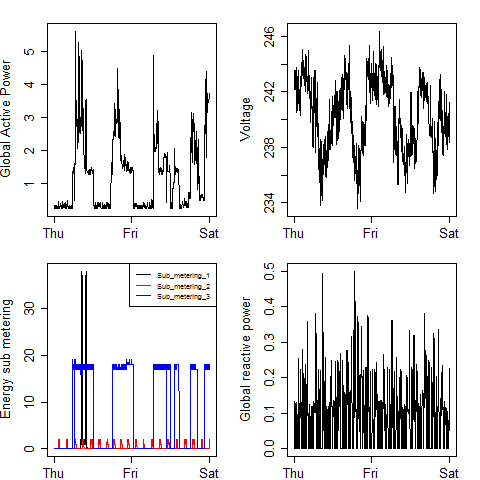 Global Active Power
5
4
3
2
1
Thu Fri Sat
Voltage
246
242
238
234
Thu Fri Sat
Energy sub metering
30
20
10
0
Sub_metering_1
Sub_metering_2
Sub_metering_3
Thu Fri Sat
Global reactive power
0.5
0.4
0.3
0.2
0.1
0.0
Thu Fri Sat